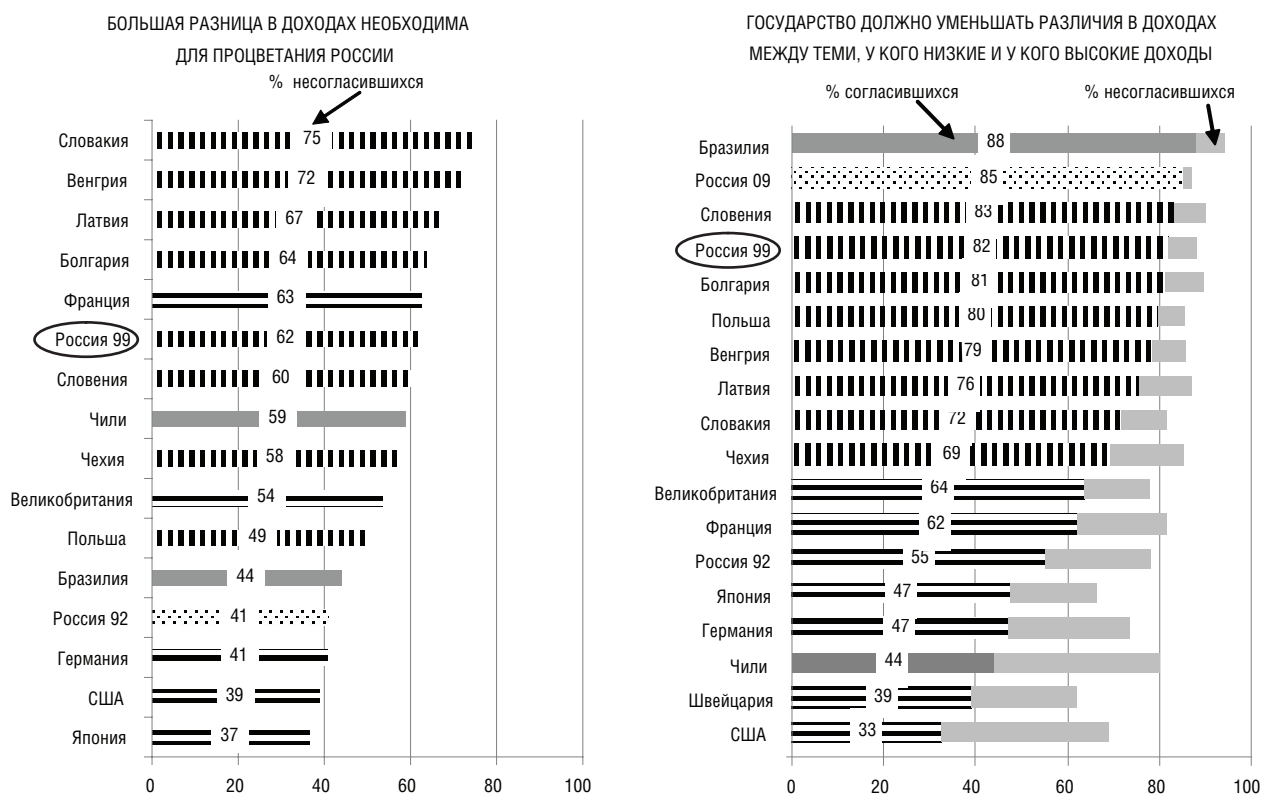 БОЛЬШАЯ РАЗНИЦА В ДОХОДАХ НЕОБХОДИМА
ДЛЯ ПРОЦВЕТАНИЯ РОССИИ
% несогласившихся
Словакия 75
Венгрия 72
Латвия 67
Болгария 64
Франция 63
Россия 99 62
Словения 60
Чили 59
Чехия 58
Великобритания 54
Польша 49
Бразилия 44
Россия 92 41
Германия 41
США 39
Япония 37
0 20 40 60 80 100
ГОСУДАРСТВО ДОЛЖНО УМЕНЬШАТЬ РАЗЛИЧИЯ В ДОХОДАХ
МЕЖДУ ТЕМИ, У КОГО НИЗКИЕ И У КОГО ВЫСОКИЕ ДОХОДЫ
% согласившихся % несогласившихся
Бразилия 88
Россия 09 85
Словения 83
Россия 99 82
Болгария 81
Польша 80
Венгрия 79
Латвия 76
Словакия 72
Чехия 69
Великобритания 64
Франция 62
Россия 92 55
Япония 47
Германия 47
Чили 44
Швейцария 39
США 33
0 20 40 60 80 100